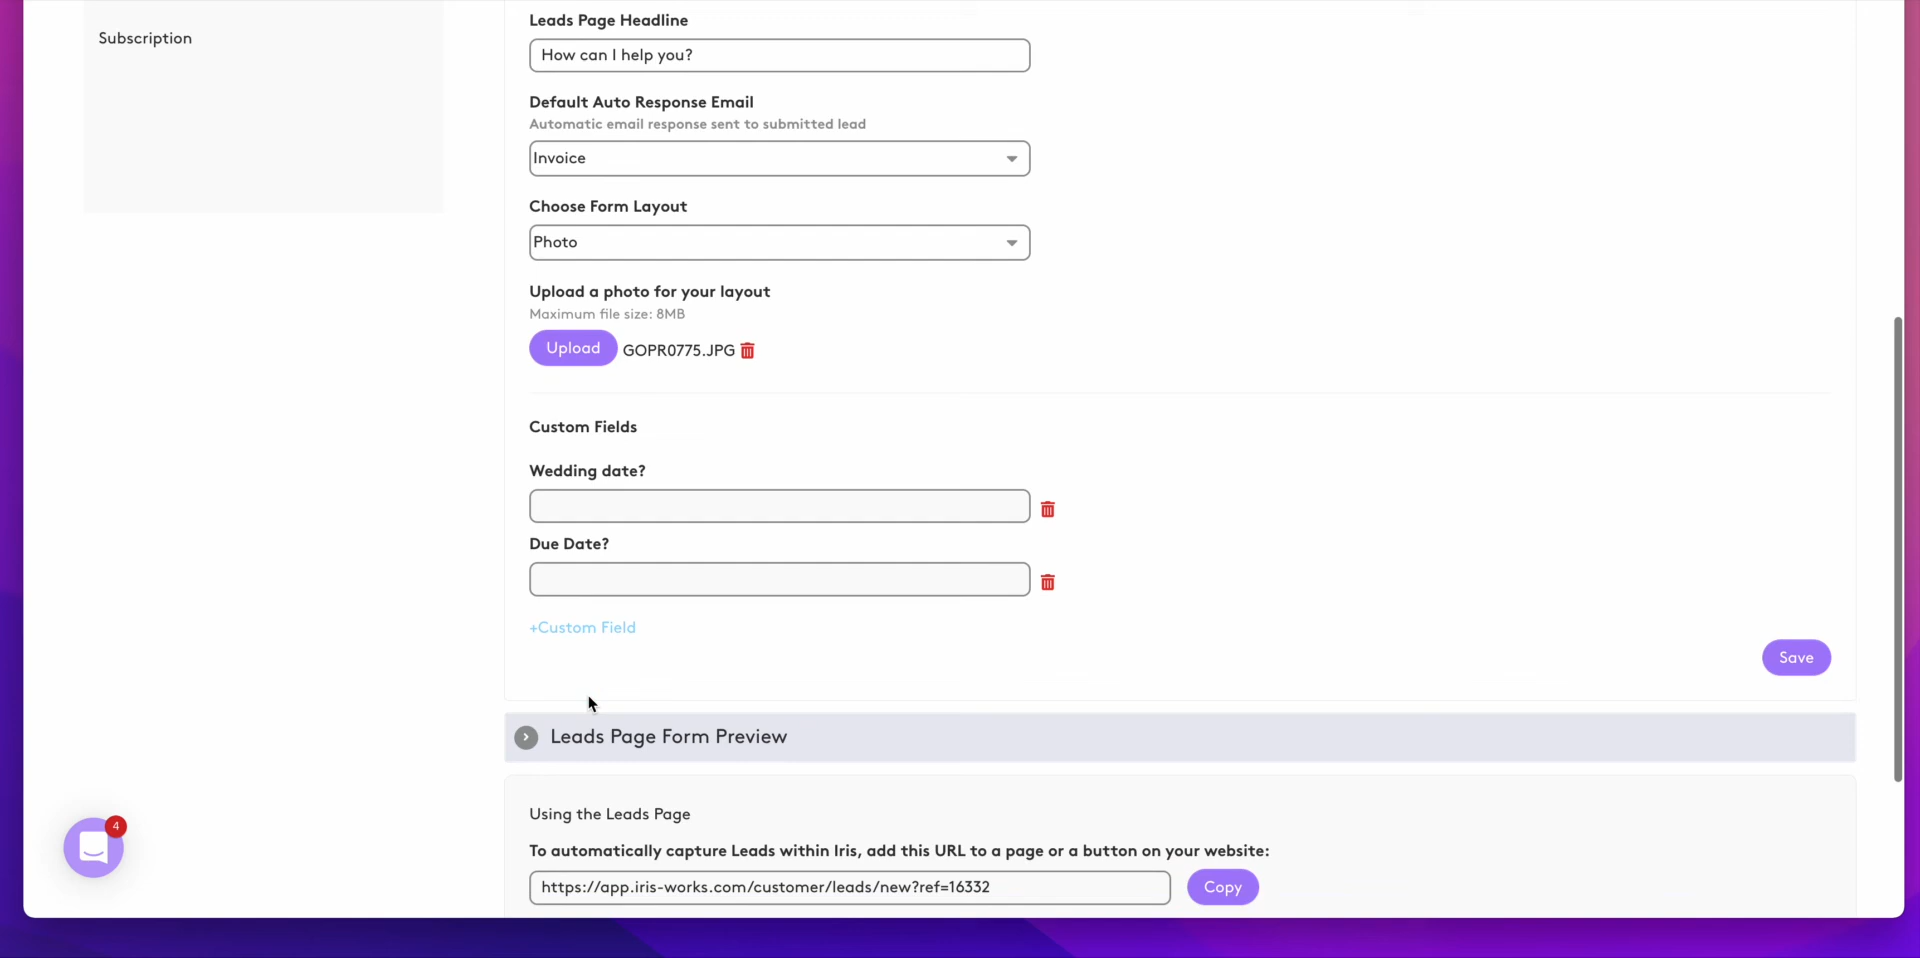 Subscription
Leads Page Headline
How can I help you?
Default Auto Response Email
Automatic email response sent to submitted lead
Invoice
Choose Form Layout
Photo
Upload a photo for your layout
Maximum file size: 8MB
Upload GOPR0775.JPG
Custom Fields
Wedding date?
Due Date?
+Custom Field
Save
Leads Page Form Preview
4
Using the Leads Page
To automatically capture Leads within Iris, add this URL to a page or a button on your website:
https://app.iris-works.com/customer/leads/new?ref=16332 Copy